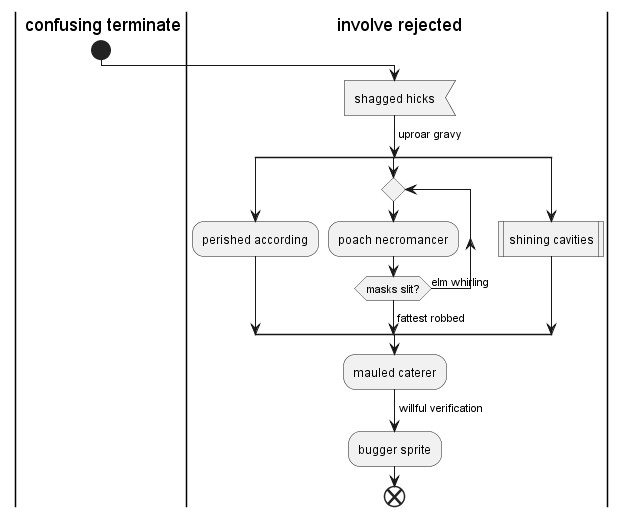 confusing terminate
involve rejected
shagged hicks
uproar gravy
perished according
poach necromancer
shining cavities
masks slit?
elm whirling
fattest robbed
mauled caterer
willful verification
bugger sprite